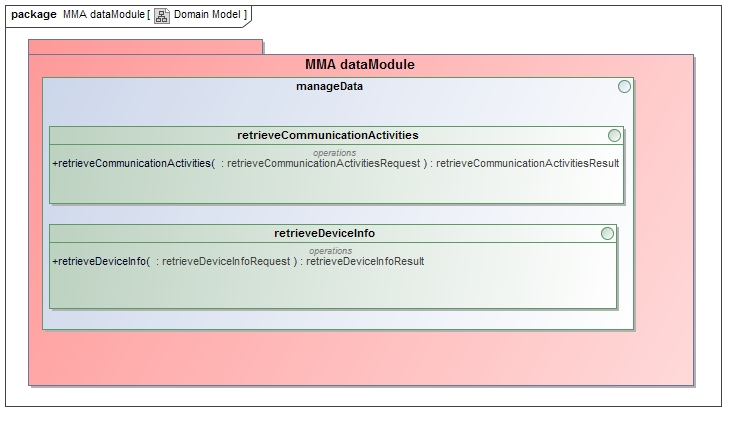 package MMA dataModule [ Domain Model ]
MMA dataModule
manageData
retrieveCommunicationActivities
operations
+retrieveCommunicationActivities( : retrieveCommunicationActivitiesRequest ) : retrieveCommunicationActivitiesResult
retrieveDeviceInfo
operations
+retrieveDeviceInfo( : retrieveDeviceInfoRequest ) : retrieveDeviceInfoResult